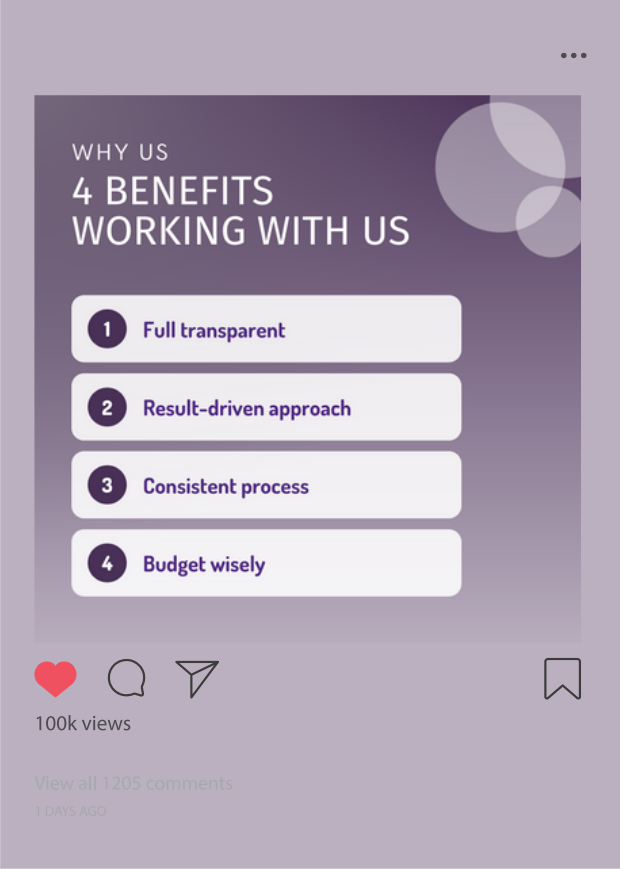 WHY US
4 BENEFITS
WORKING WITH US
1 Full transparent
2 Result-driven approach
3 Consistent process
4 Budget wisely
100k views
View all 1205 comments
1 DAYS AGO